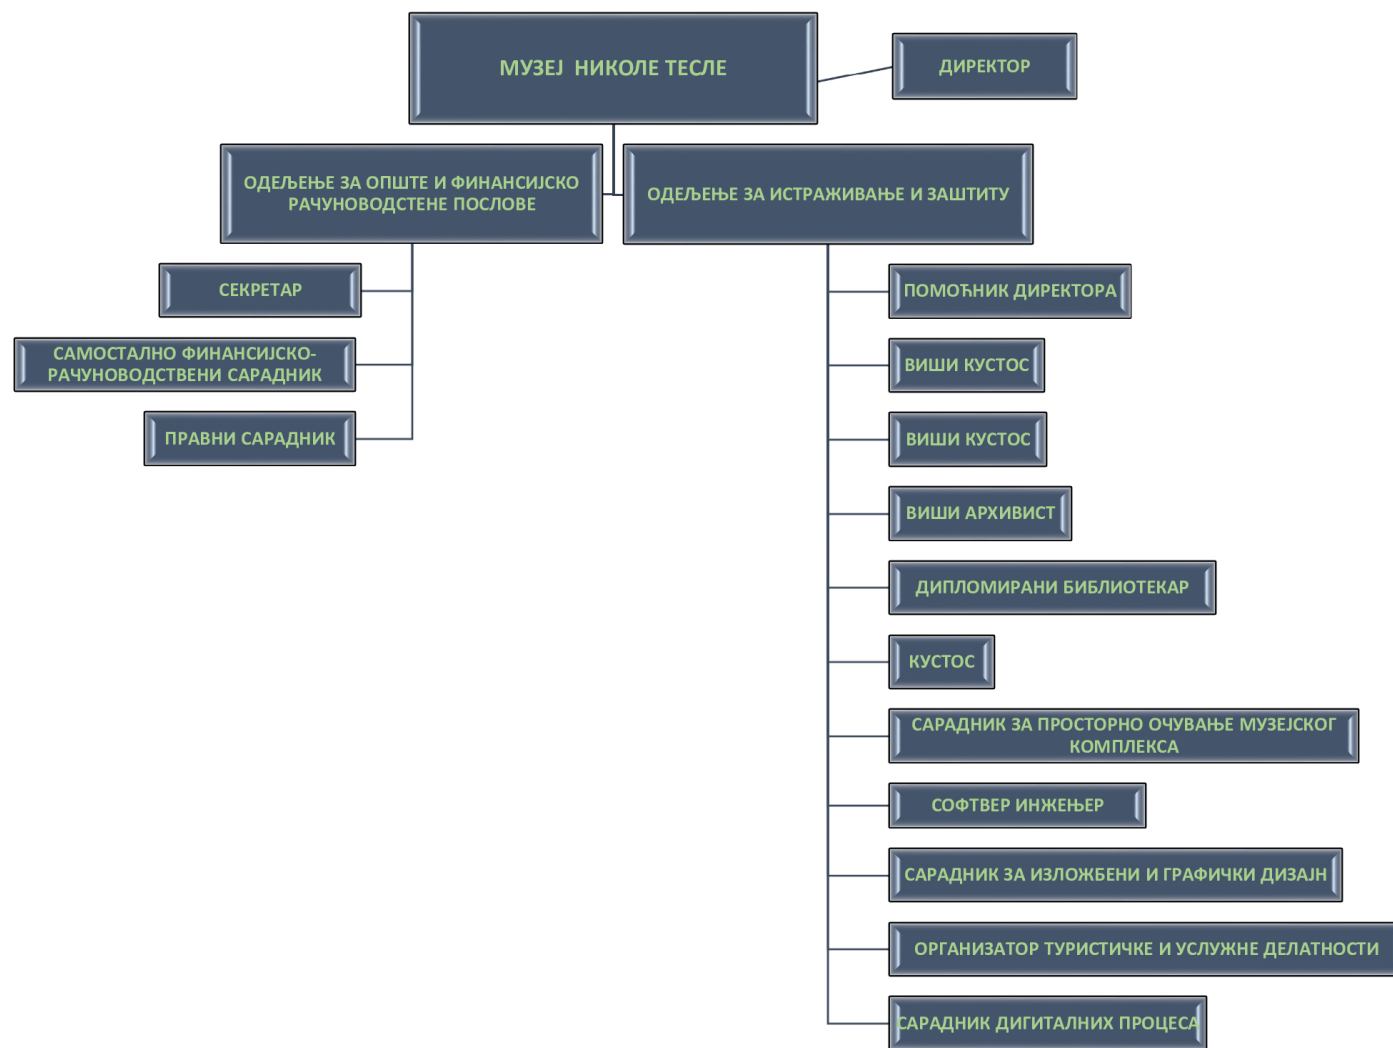 МУЗЕЈ НИКОЛЕ ТЕСЛЕ
ДИРЕКТОР
ОДЕЉЕЊЕ ЗА ОПШТЕ И ФИНАНСИЈСКО
РАЧУНОВОДСТЕНЕ ПОСЛОВЕ
ОДЕЉЕЊЕ ЗА ИСТРАЖИВАЊЕ И ЗАШТИТУ
СЕКРЕТАР
САМОСТАЛНО ФИНАНСИЈСКО-
РАЧУНОВОДСТВЕНИ САРАДНИК
ПРАВНИ САРАДНИК
ПОМОЋНИК ДИРЕКТОРА
ВИШИ КУСТОС
ВИШИ КУСТОС
ВИШИ АРХИВИСТ
ДИПЛОМИРАНИ БИБЛИОТЕКАР
КУСТОС
САРАДНИК ЗА ПРОСТОРНО ОЧУВАЊЕ МУЗЕЈСКОГ
КОМПЛЕКСА
СОФТВЕР ИНЖЕЊЕР
САРАДНИК ЗА ИЗЛОЖБЕНИ И ГРАФИЧКИ ДИЗАЈН
ОРГАНИЗАТОР ТУРИСТИЧКЕ И УСЛУЖНЕ ДЕЛАТНОСТИ
САРАДНИК ДИГИТАЛНИХ ПРОЦЕСА